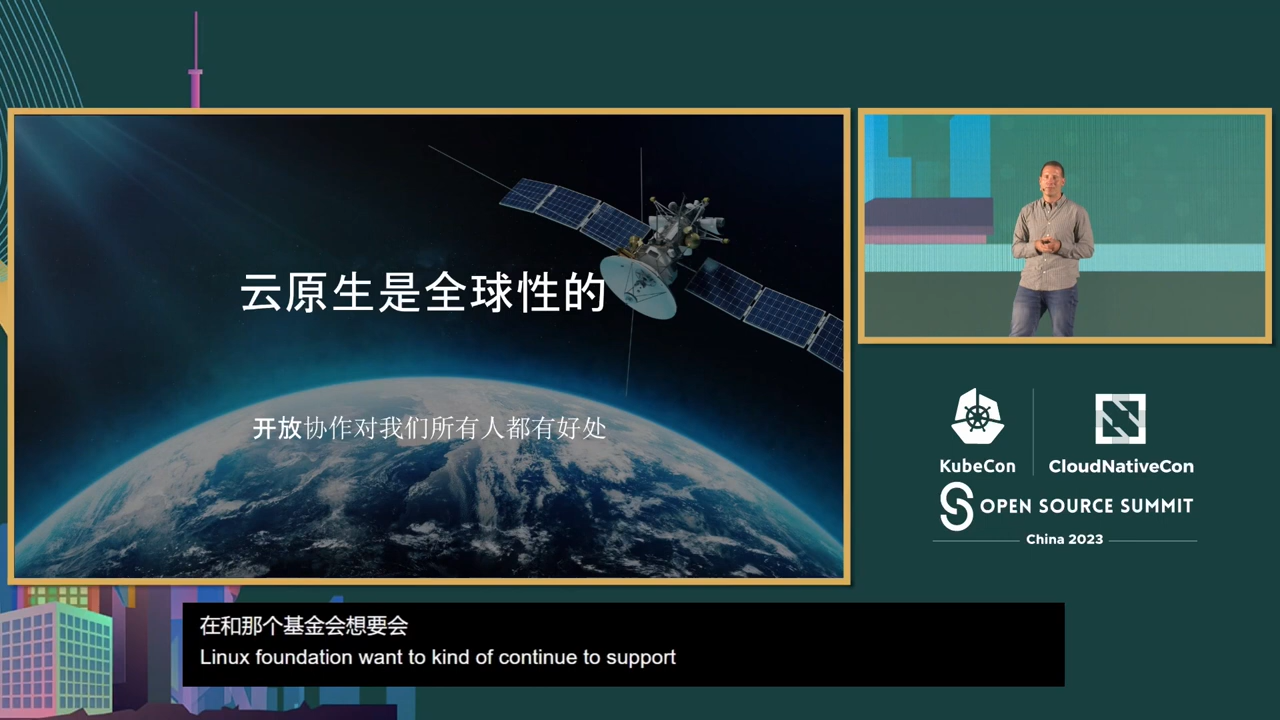 云原生是全球性的
开放协作对我们所有人都有好处
KubeCon
CloudNativeCon
OPEN SOURCE SUMMIT
China 2023
在和那个基金会想要会
Linux foundation want to kind of continue to support